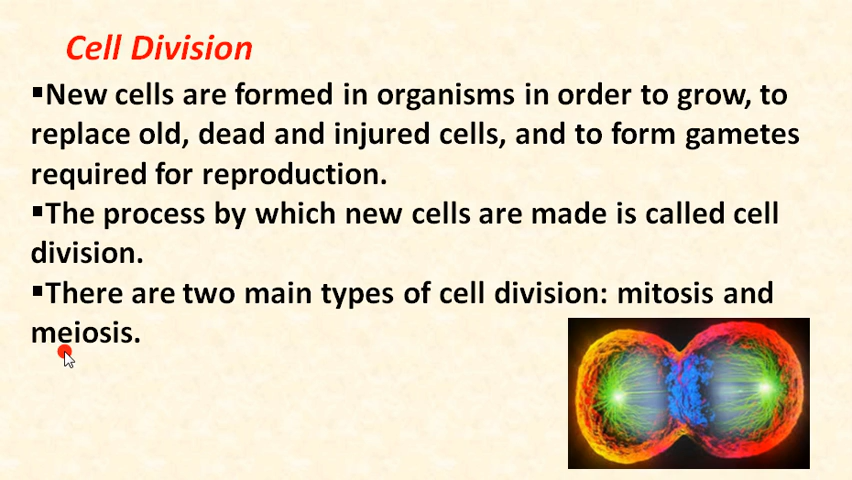 Cell Division
▪New cells are formed in organisms in order to grow, to
replace old, dead and injured cells, and to form gametes
required for reproduction.
▪The process by which new cells are made is called cell
division.
▪There are two main types of cell division: mitosis and
meiosis.